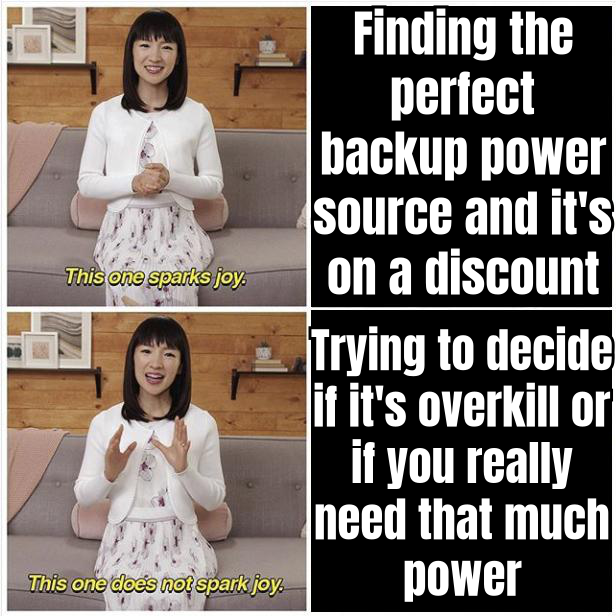 This one sparks joy.
Finding the
perfect
backup power
source and it's
on a discount
This one does not spark joy.
Trying to decide
if it's overkill or
if you really
need that much
power